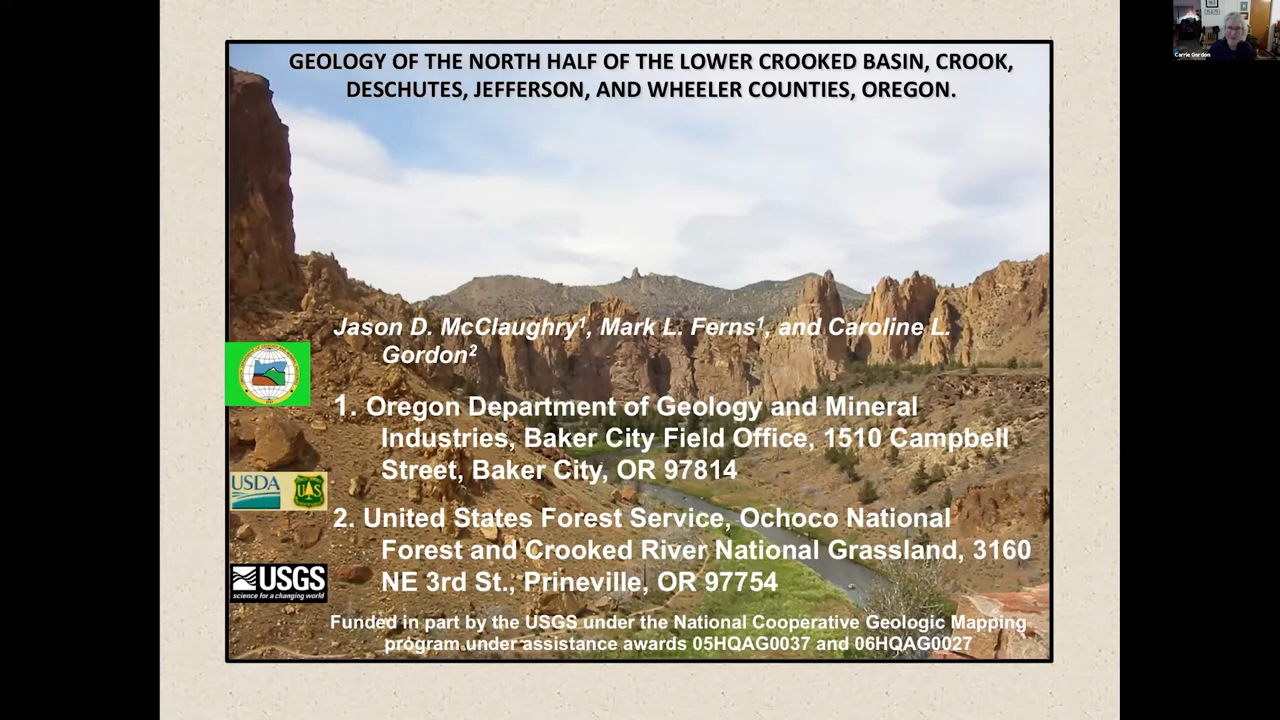 GEOLOGY OF THE NORTH HALF OF THE LOWER CROOKED BASIN, CROOK,
DESCHUTES, JEFFERSON, AND WHEELER COUNTIES, OREGON.
Carrie Gordon
Jason D. McClaughry¹, Mark L. Ferns¹, and Caroline L.
Gordon²
1. Oregon Department of Geology and Mineral
Industries, Baker City Field Office, 1510 Campbell
Street, Baker City, OR 97814
USDA
UAS
2. United States Forest Service, Ochoco National
Forest and Crooked River National Grassland, 3160
NE 3rd St., Prineville, OR 97754
USGS
science for a changing world
Funded in part by the USGS under the National Cooperative Geologic Mapping
program under assistance awards 05HQAG0037 and 06HQAG0027